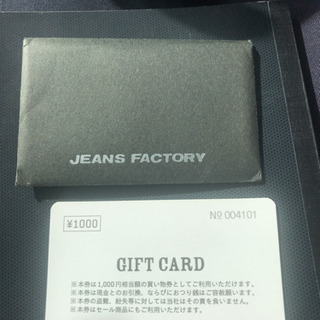 JEANS FACTORY
¥1000
№ 004101
GIFT CARD
※本券は1,000円相当額の買い物券としてご利用いただけます。
※本券は現金とのお引換、ならびにおつり銭はご容赦願います。
※本券の盗難、紛失等に対しては当社はその責を負いません。
※本券はセール商品にもご利用いただけます。